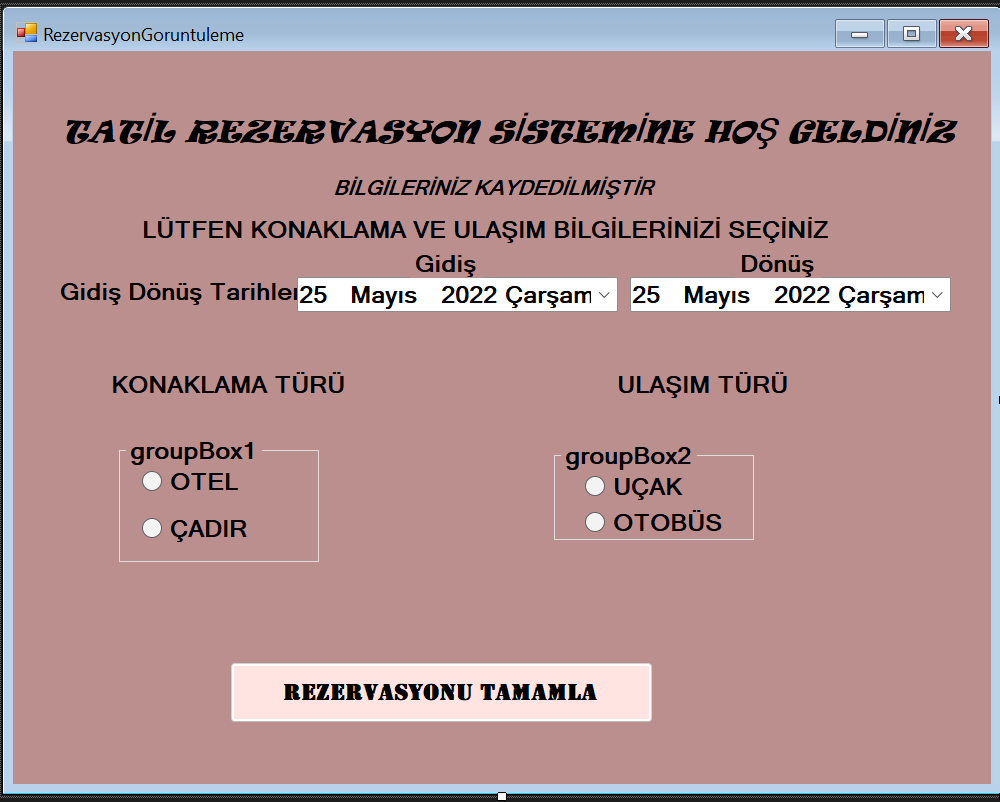 RezervasyonGoruntuleme
TATİL REZERVASYON SİSTEMİNE HOŞ GELDİNİZ
BİLGİLERİNİZ KAYDEDİLMİŞTİR
LÜTFEN KONAKLAMA VE ULAŞIM BİLGİLERİNİZİ SEÇİNİZ
Gidiş Dönüş
Gidiş Dönüş Tarihler 25 Mayıs 2022 Çarşam 25 Mayıs 2022 Çarşam
KONAKLAMA TÜRÜ ULAŞIM TÜRÜ
groupBox1 groupBox2
OTEL UÇAK
ÇADIR OTOBÜS
REZERVASYONU TAMAMLA